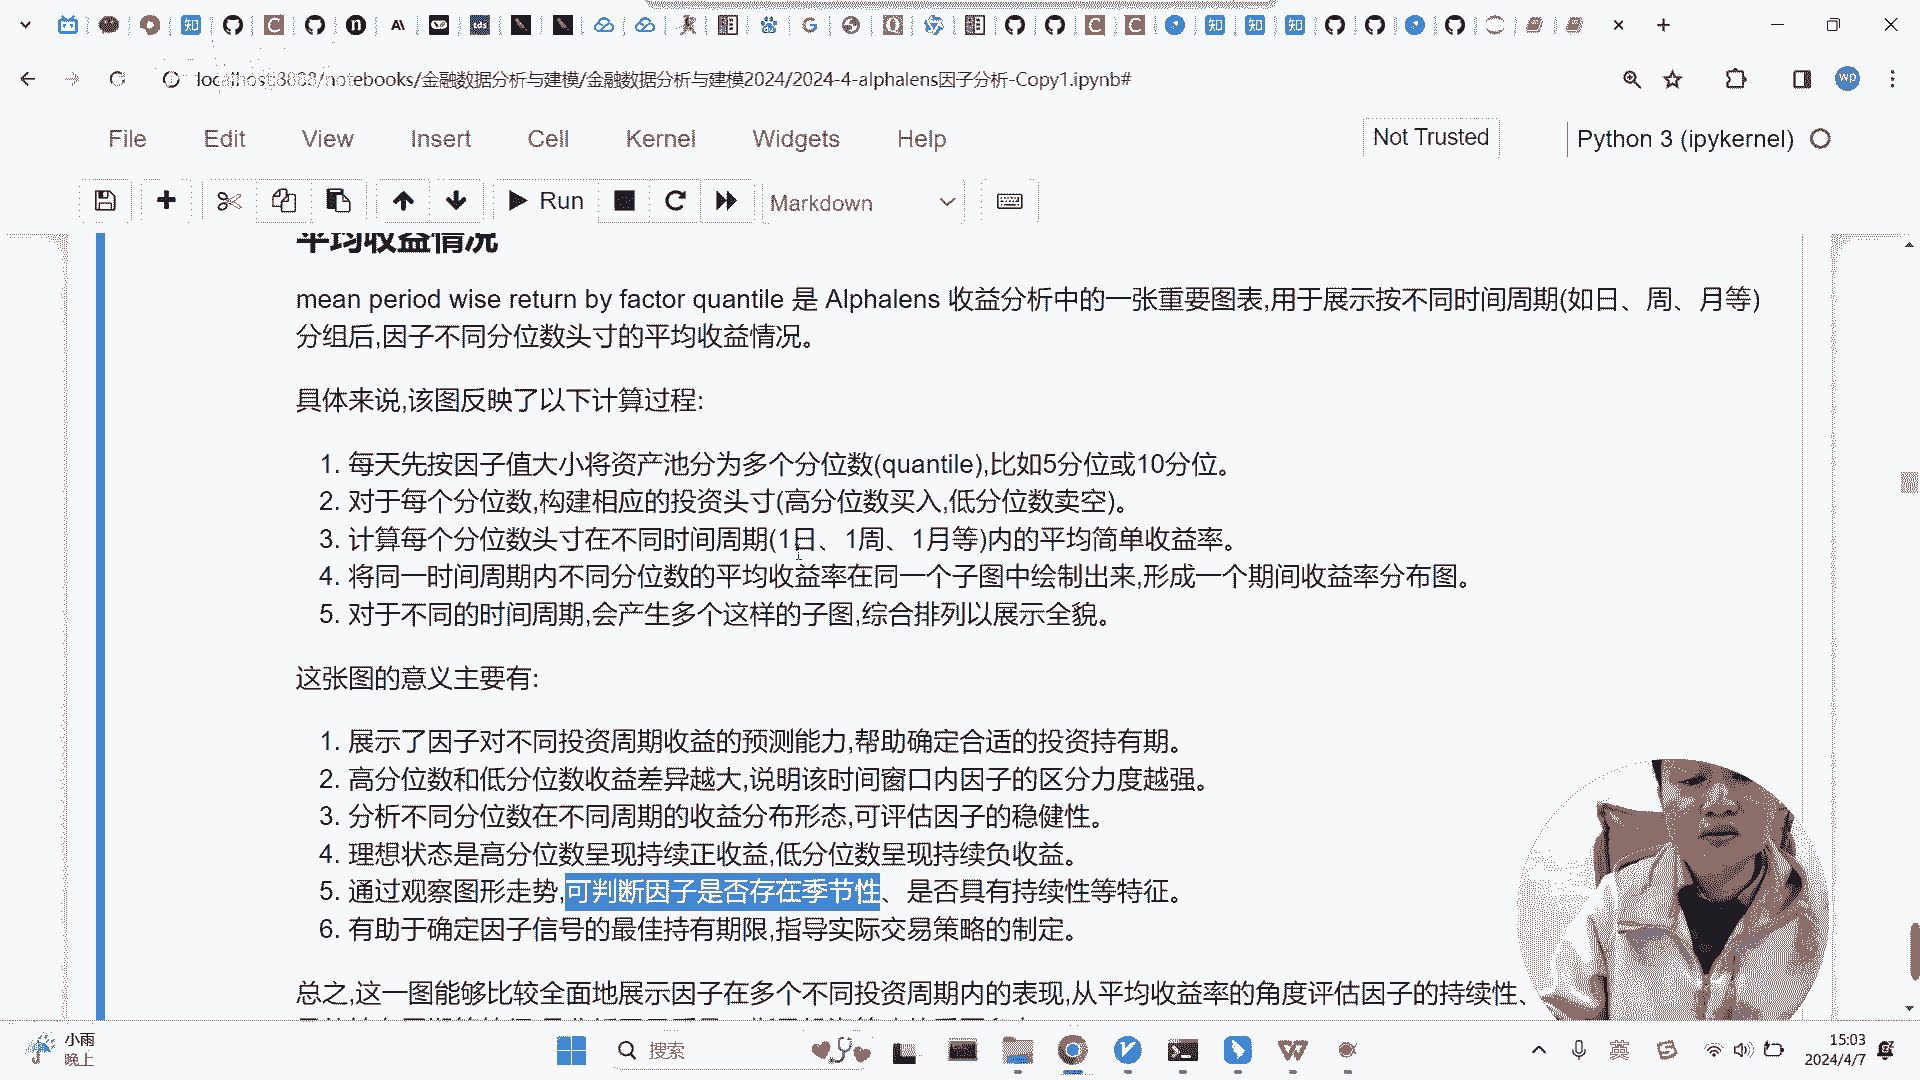 localhost:8888/notebooks/金融数据分析与建模/金融数据分析与建模2024/2024-4-alphalens因子分析-Copy1.ipynb#
wp
File Edit View Insert Cell Kernel Widgets Help
Not Trusted
Python 3 (ipykernel)
Run
Markdown
平均收益情况
mean period wise return by factor quantile 是 Alphalens 收益分析中的一张重要图表,用于展示按不同时间周期(如日、周、月等)
分组后,因子不同分位数头寸的平均收益情况。
具体来说,该图反映了以下计算过程:
1. 每天先按因子值大小将资产池分为多个分位数(quantile),比如5分位或10分位。
2. 对于每个分位数,构建相应的投资头寸(高分位数买入,低分位数卖空)。
3. 计算每个分位数头寸在不同时间周期(1日、1周、1月等)内的平均简单收益率。
4. 将同一时间周期内不同分位数的平均收益率在同一个子图中绘制出来,形成一个期间收益率分布图。
5. 对于不同的时间周期,会产生多个这样的子图,综合排列以展示全貌。
这张图的意义主要有:
1. 展示了因子对不同投资周期收益的预测能力,帮助确定合适的投资持有期。
2. 高分位数和低分位数收益差异越大,说明该时间窗口内因子的区分力度越强。
3. 分析不同分位数在不同周期的收益分布形态,可评估因子的稳健性。
4. 理想状态是高分位数呈现持续正收益,低分位数呈现持续负收益。
5. 通过观察图形走势,可判断因子是否存在季节性、是否具有持续性等特征。
6. 有助于确定因子信号的最佳持有期限,指导实际交易策略的制定。
总之,这一图能够比较全面地展示因子在多个不同投资周期内的表现,从平均收益率的角度评估因子的持续性、
小雨
晚上
搜索
英
15:03
2024/4/7